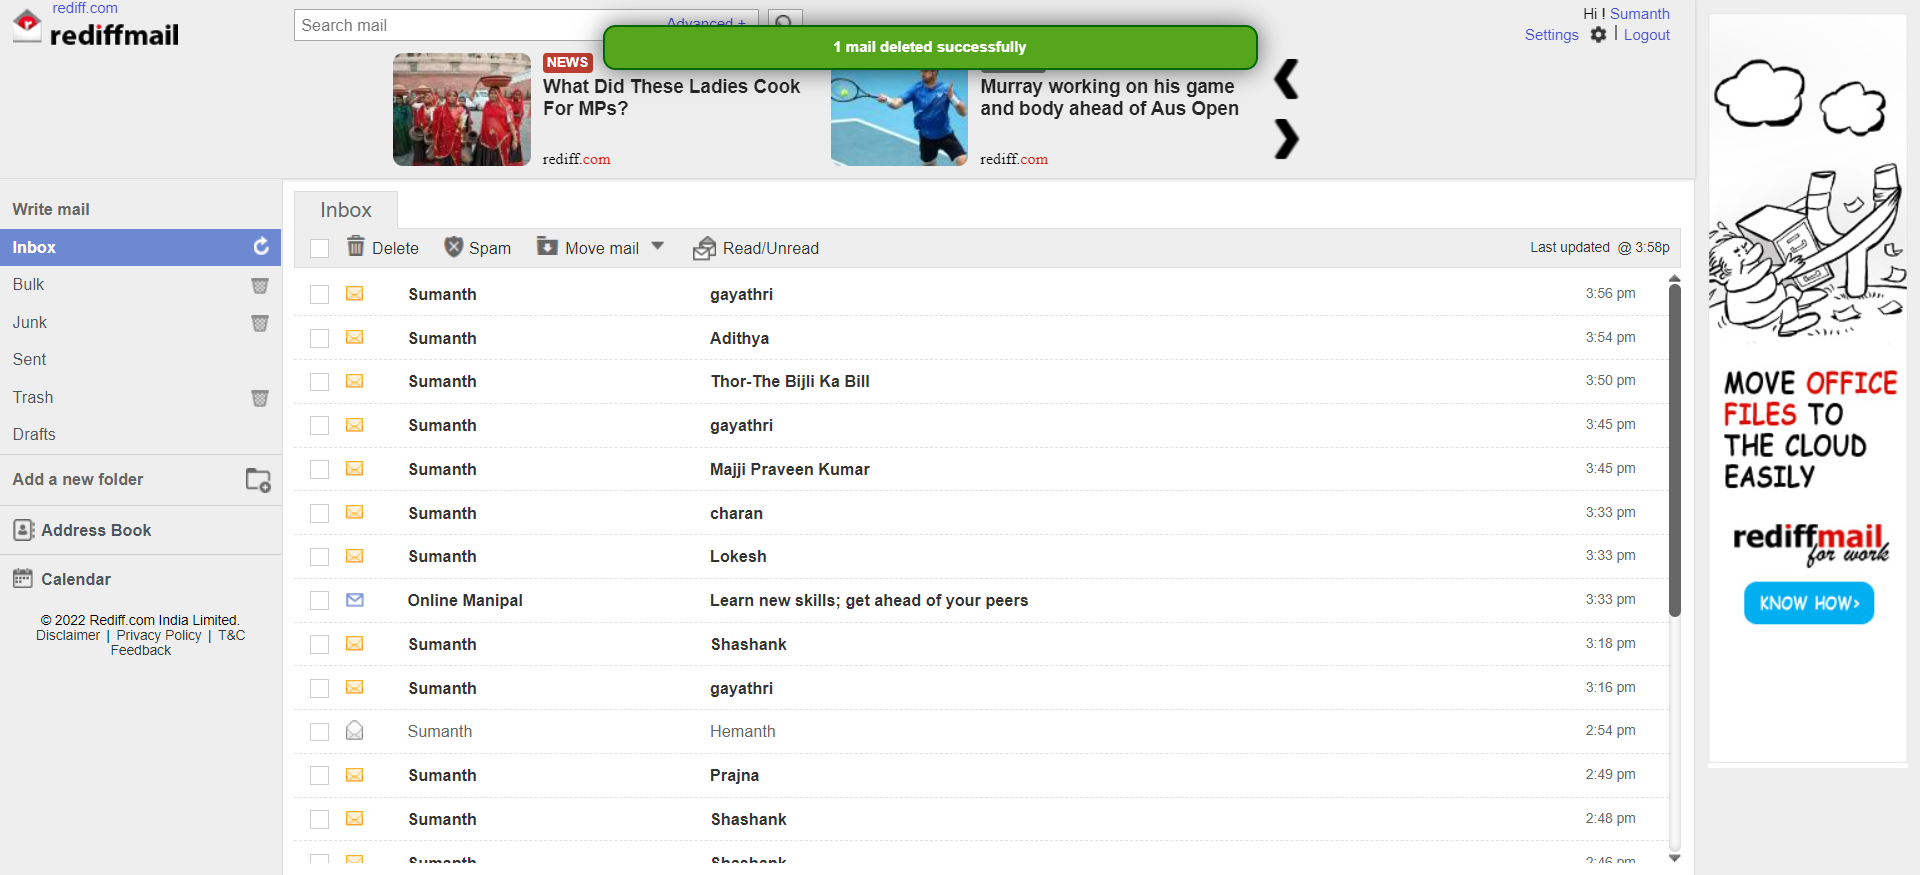 rediff.com
rediffmail
Search mail
Advanced +
1 mail deleted successfully
Hi ! Sumanth
Settings | Logout
NEWS
What Did These Ladies Cook
For MPs?
rediff.com
Murray working on his game
and body ahead of Aus Open
rediff.com
Write mail
Inbox
Bulk
Junk
Sent
Trash
Drafts
Add a new folder
Address Book
Calendar
© 2022 Rediff.com India Limited.
Disclaimer | Privacy Policy | T&C
Feedback
Inbox
Delete Spam Move mail Read/Unread Last updated @ 3:58p
Sumanth gayathri 3:56 pm
Sumanth Adithya 3:54 pm
Sumanth Thor-The Bijli Ka Bill 3:50 pm
Sumanth gayathri 3:45 pm
Sumanth Majji Praveen Kumar 3:45 pm
Sumanth charan 3:33 pm
Sumanth Lokesh 3:33 pm
Online Manipal Learn new skills; get ahead of your peers 3:33 pm
Sumanth Shashank 3:18 pm
Sumanth gayathri 3:16 pm
Sumanth Hemanth 2:54 pm
Sumanth Prajna 2:49 pm
Sumanth Shashank 2:48 pm
Sumanth Shashank 2:46 pm
MOVE OFFICE
FILES TO
THE CLOUD
EASILY
rediffmail
for work
KNOW HOW>